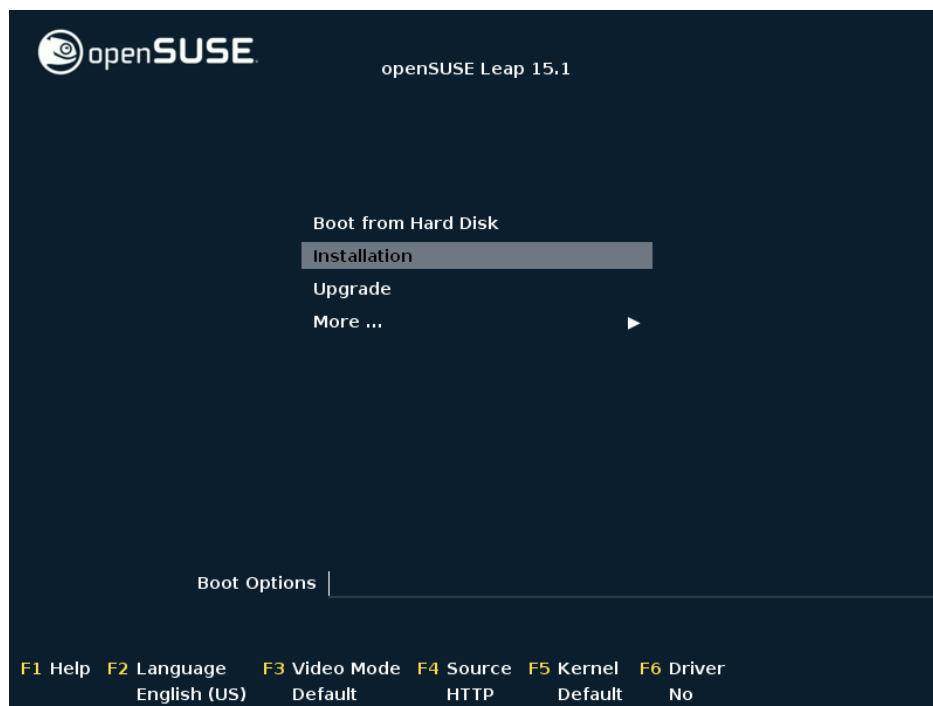 openSUSE.
openSUSE Leap 15.1
Boot from Hard Disk
Installation
Upgrade
More ...
Boot Options
F1 Help F2 Language F3 Video Mode F4 Source F5 Kernel F6 Driver
English (US) Default HTTP Default No